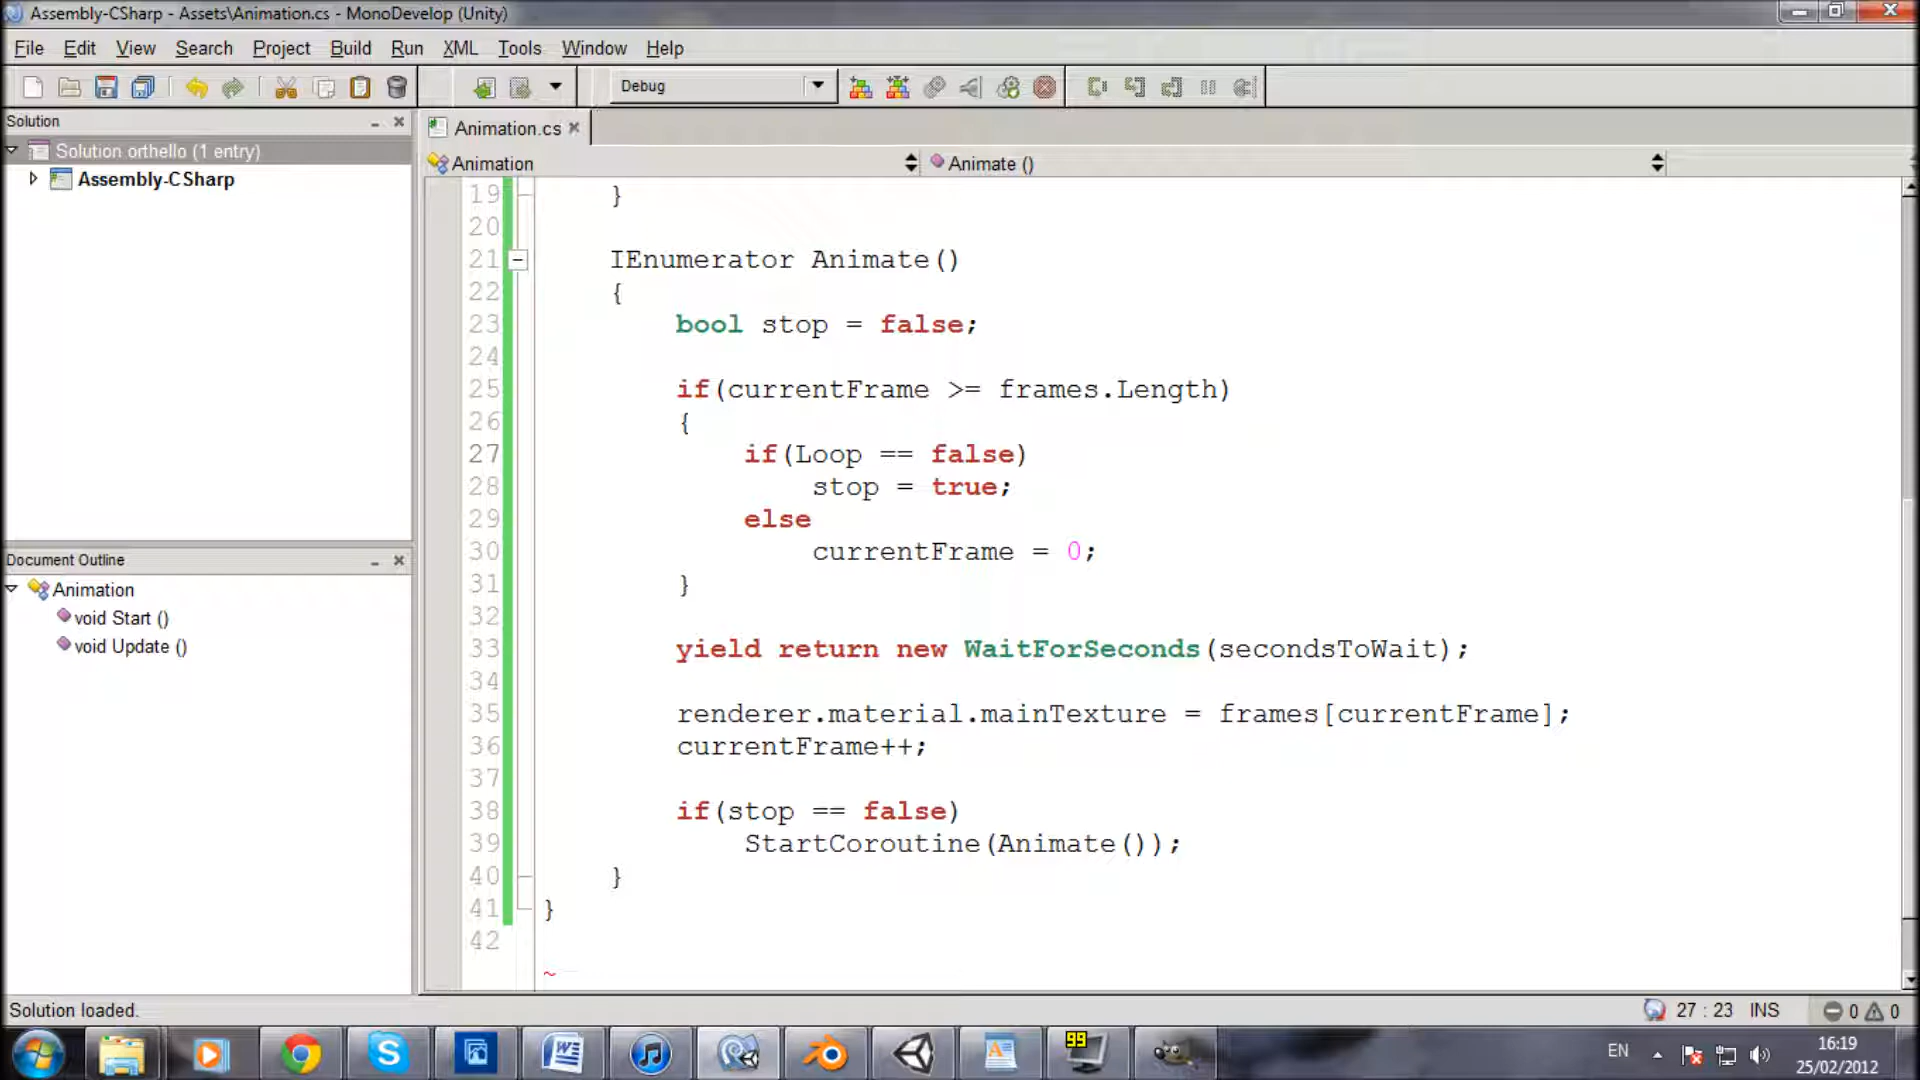 Assembly-CSharp - Assets\Animation.cs - MonoDevelop (Unity)
File Edit View Search Project Build Run XML Tools Window Help
Debug
Solution
Animation.cs
Solution orthello (1 entry)
Animation
Animate ()
Assembly-CSharp
19 }
20
21 IEnumerator Animate()
22 {
23 bool stop = false;
24
25 if(currentFrame >= frames.Length)
26 {
27 if(Loop == false)
28 stop = true;
29 else
30 currentFrame = 0;
31 }
32
33 yield return new WaitForSeconds(secondsToWait);
34
35 renderer.material.mainTexture = frames[currentFrame];
36 currentFrame++;
37
38 if(stop == false)
39 StartCoroutine(Animate());
40 }
41 }
42
~
Document Outline
Animation
void Start ()
void Update ()
Solution loaded.
27 : 23 INS
0 0
99
EN
16:19
25/02/2012